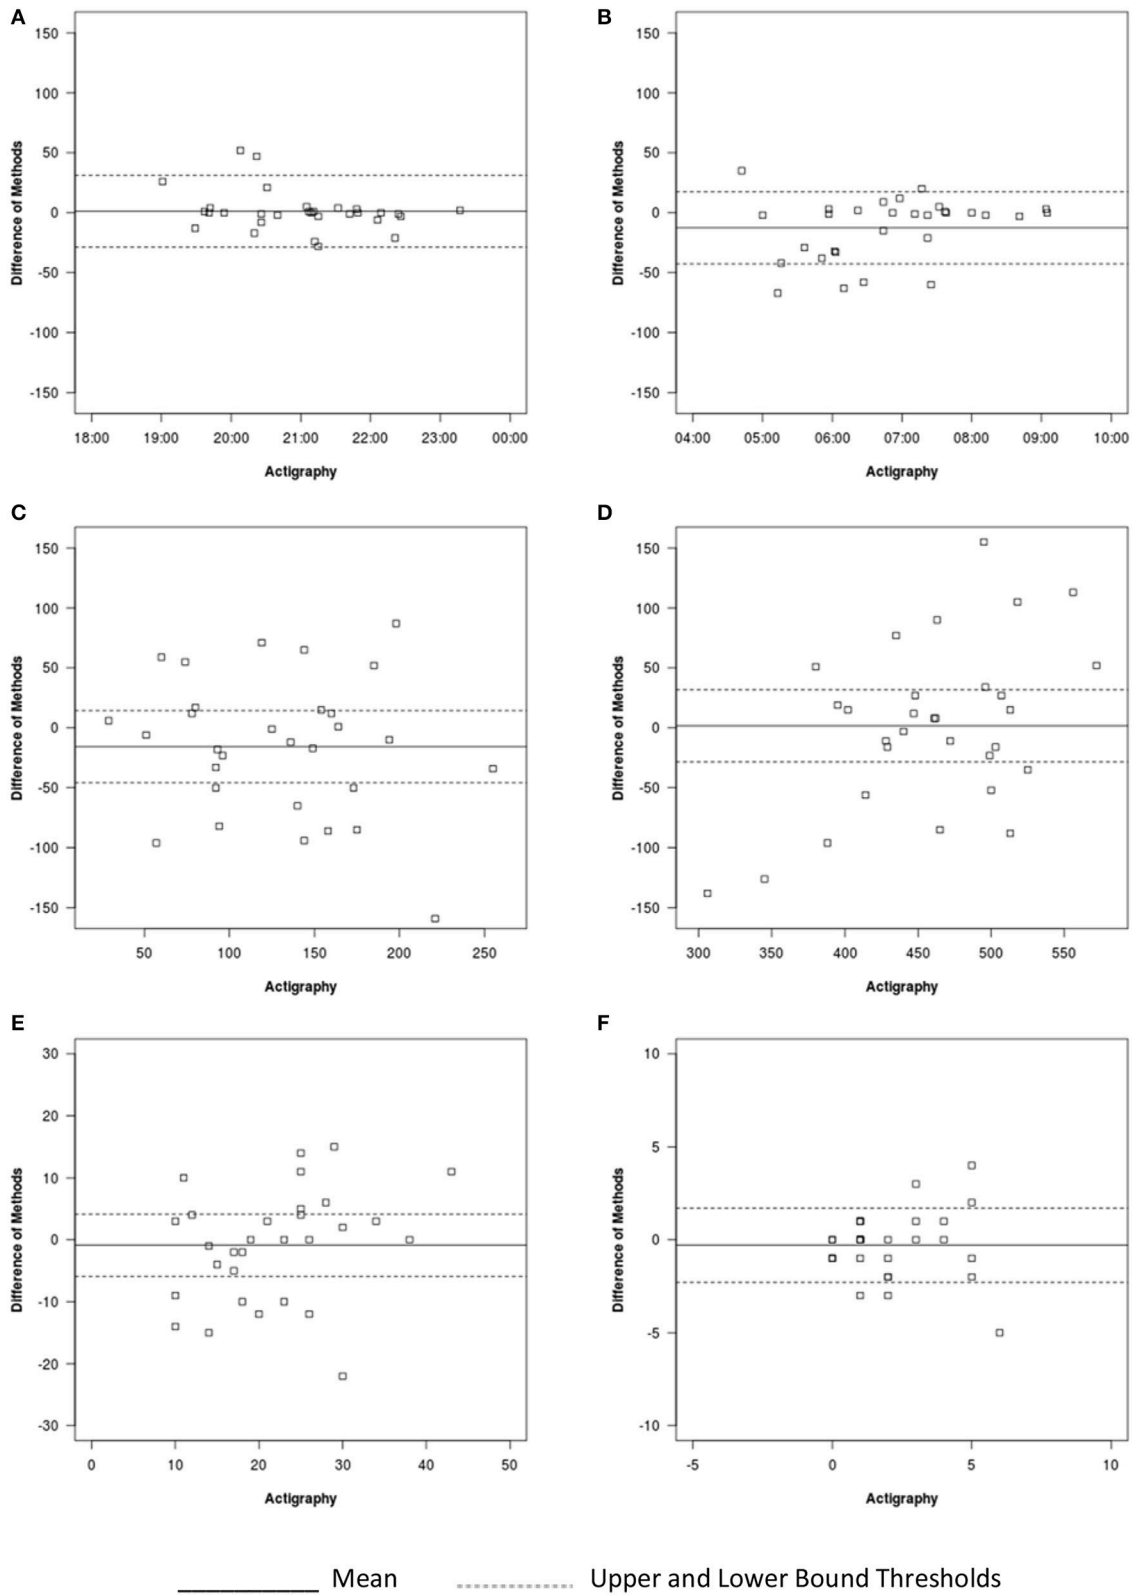 A
Difference of Methods
150
100
50
0
-50
-100
-150
18:00 19:00 20:00 21:00 22:00 23:00 00:00
Actigraphy
B
Difference of Methods
150
100
50
0
-50
-100
-150
04:00 05:00 06:00 07:00 08:00 09:00 10:00
Actigraphy
C
Difference of Methods
150
100
50
0
-50
-100
-150
50 100 150 200 250
Actigraphy
D
Difference of Methods
150
100
50
0
-50
-100
-150
300 350 400 450 500 550
Actigraphy
E
Difference of Methods
30
20
10
0
-10
-20
-30
0 10 20 30 40 50
Actigraphy
F
Difference of Methods
10
5
0
-5
-10
-5 0 5 10
Actigraphy
Mean Upper and Lower Bound Thresholds